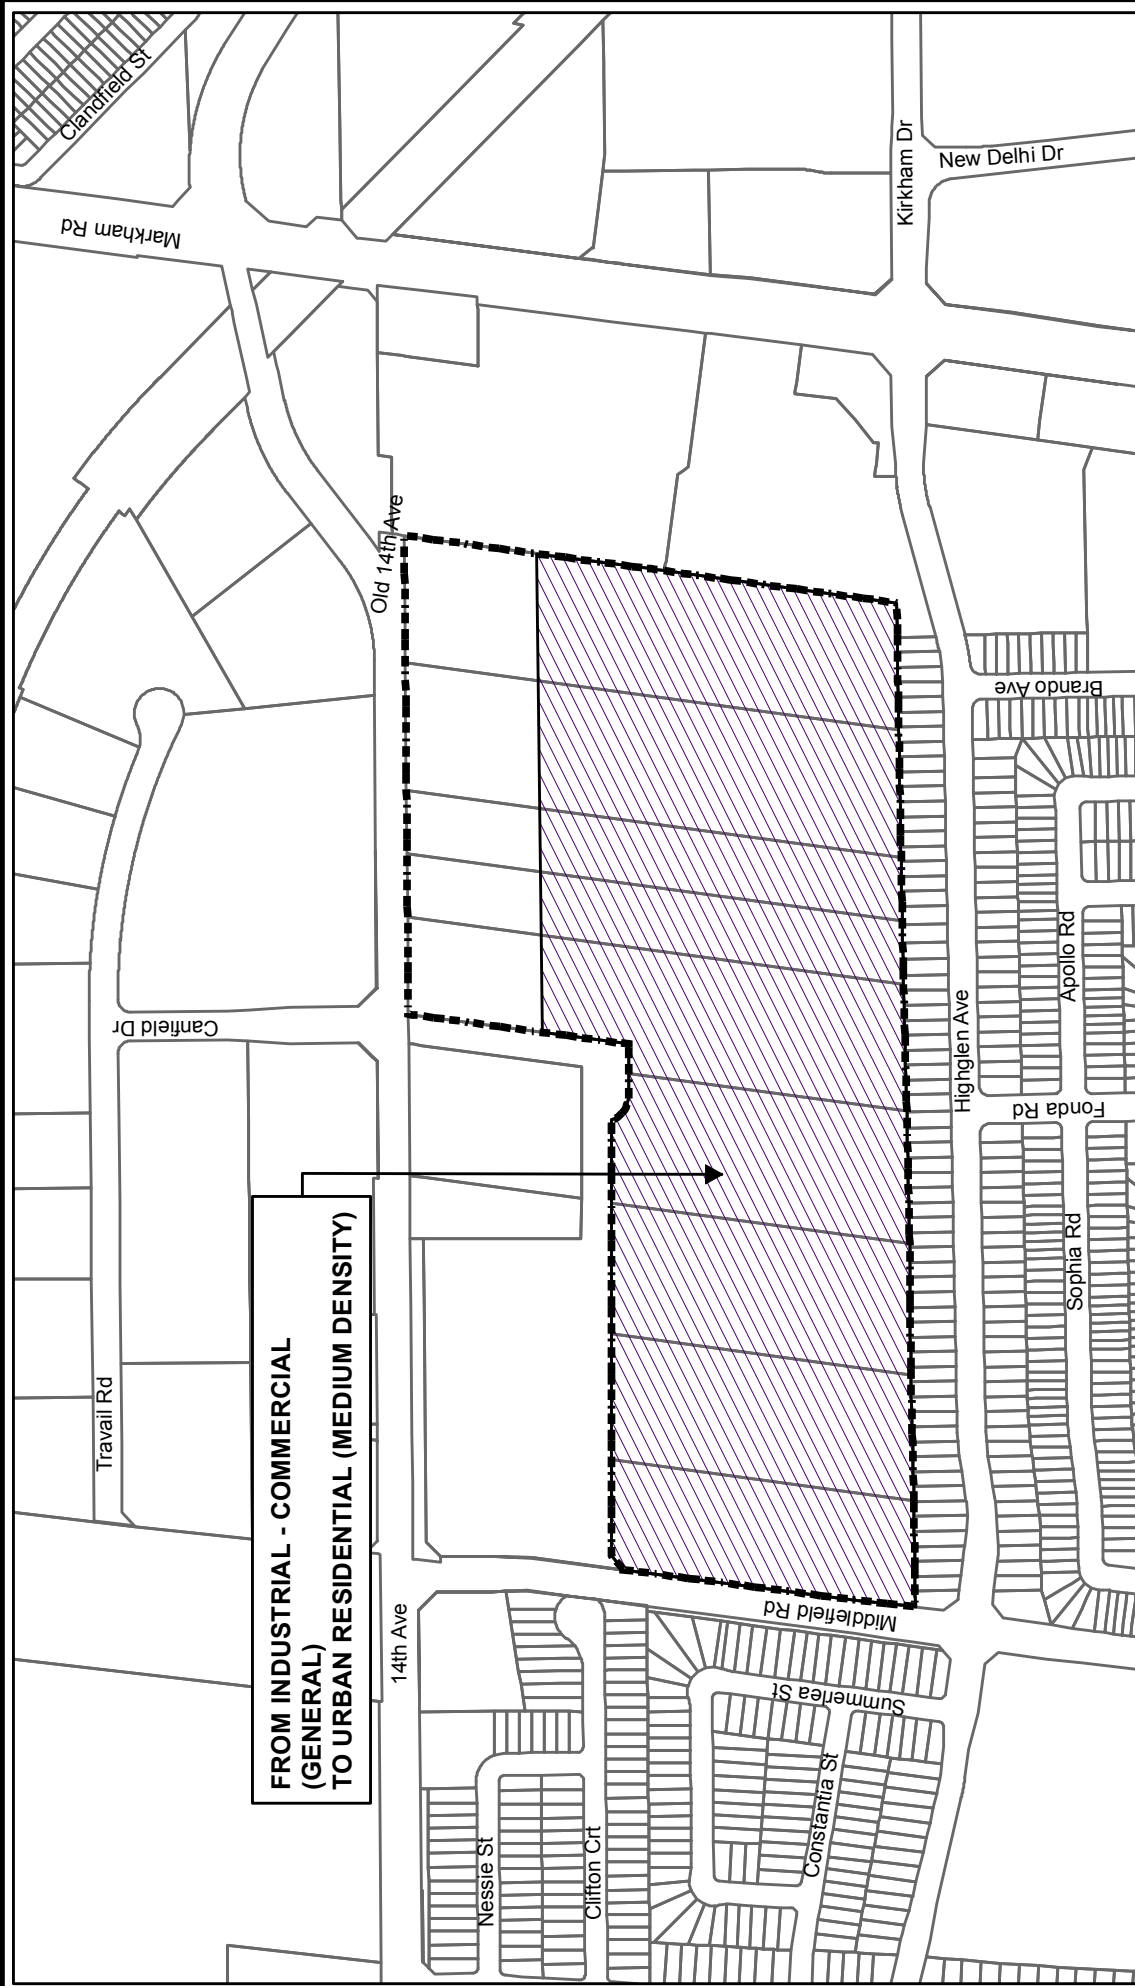 Clandfield St
Markham Rd
Kirkham Dr
New Delhi Dr
Old 14th Ave
Brando Ave
Canfield Dr
Apollo Rd
Highglen Ave
Fonda Rd
FROM INDUSTRIAL - COMMERCIAL
(GENERAL)
TO URBAN RESIDENTIAL (MEDIUM DENSITY)
Sophia Rd
Travail Rd
14th Ave
Middlefield Rd
Summerlea St
Constantia St
Nessie St
Clifton Crt